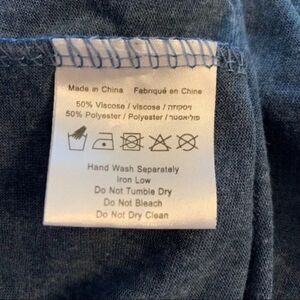 Made in China Fabriqué en Chine
50% Viscose / viscose / ויסקוזה
50% Polyester / Polyester / פוליאסטר
Hand Wash Separately
Iron Low
Do Not Tumble Dry
Do Not Bleach
Do Not Dry Clean